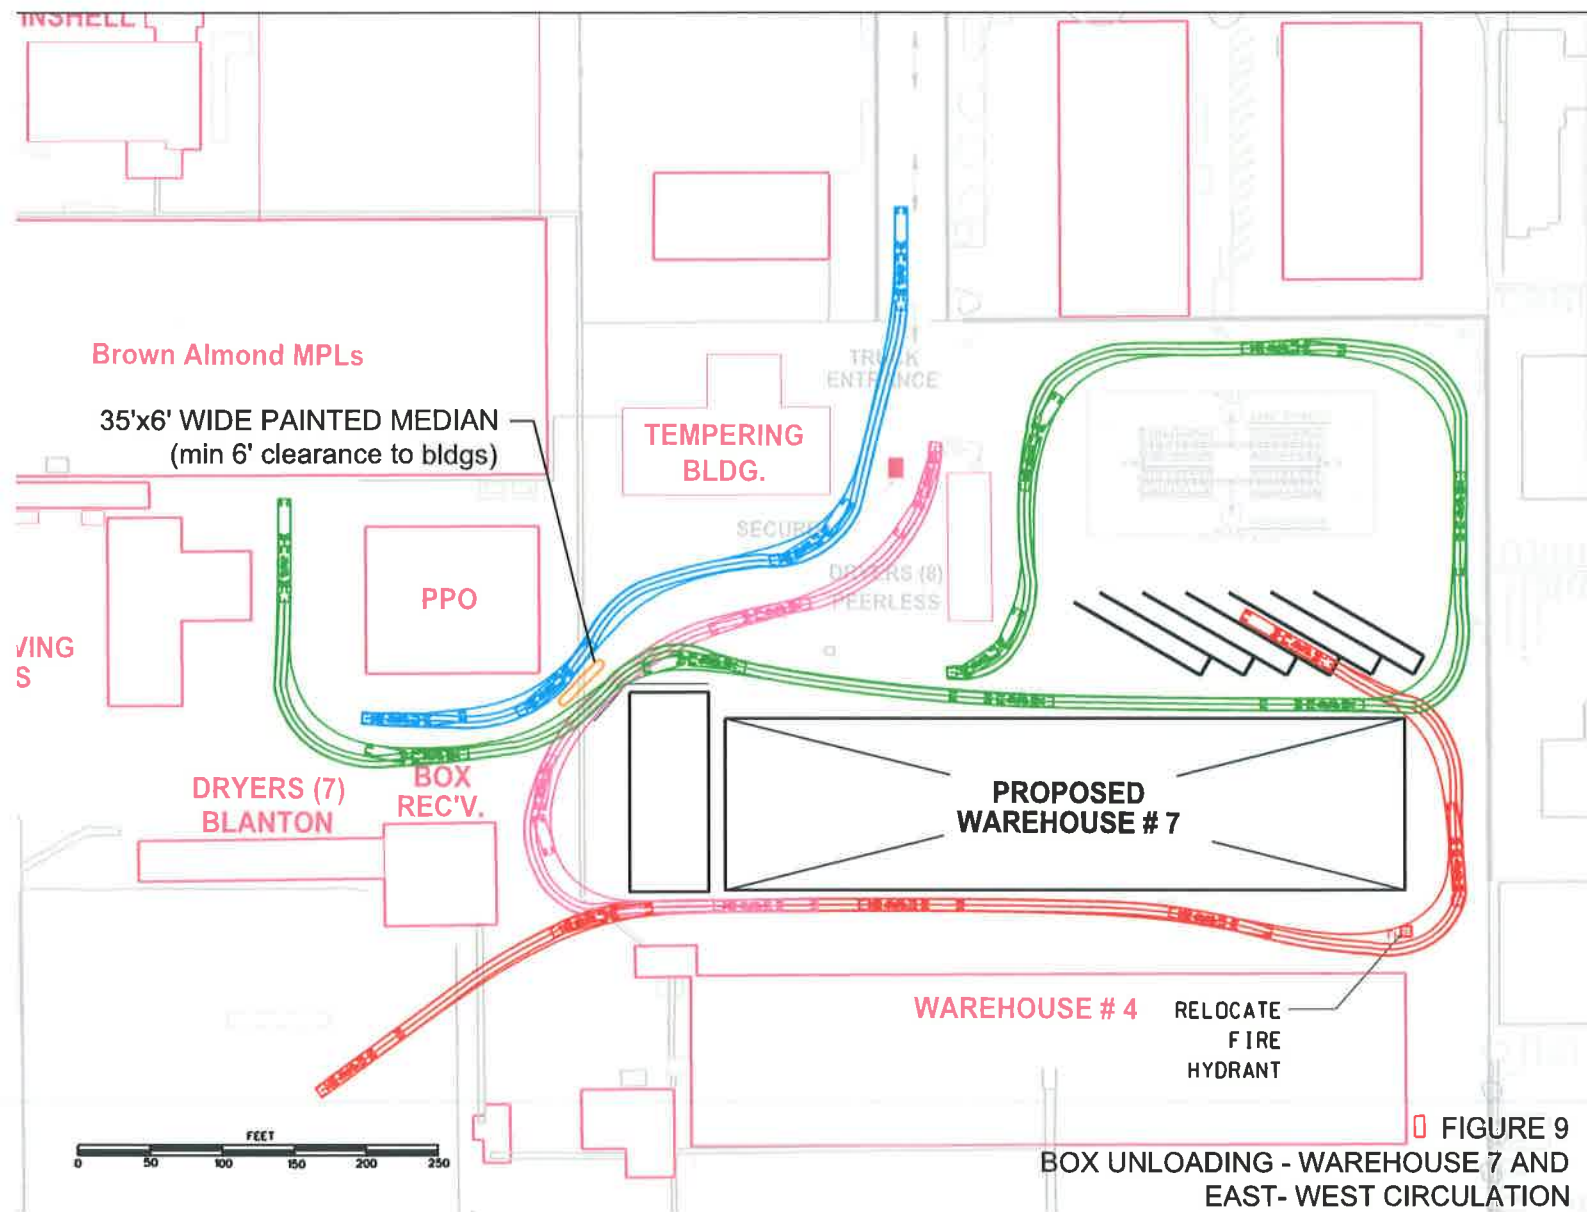 INSHELL
Brown Almond MPLs
35'x6' WIDE PAINTED MEDIAN
(min 6' clearance to bldgs)
TRUCK
ENTRANCE
TEMPERING
BLDG.
SECURE
DRYERS (8)
PEERLESS
PPO
VING
S
DRYERS (7)
BLANTON
BOX
REC'V.
PROPOSED
WAREHOUSE # 7
WAREHOUSE # 4
RELOCATE
FIRE
HYDRANT
FEET
0 50 100 150 200 250
FIGURE 9
BOX UNLOADING - WAREHOUSE 7 AND
EAST- WEST CIRCULATION